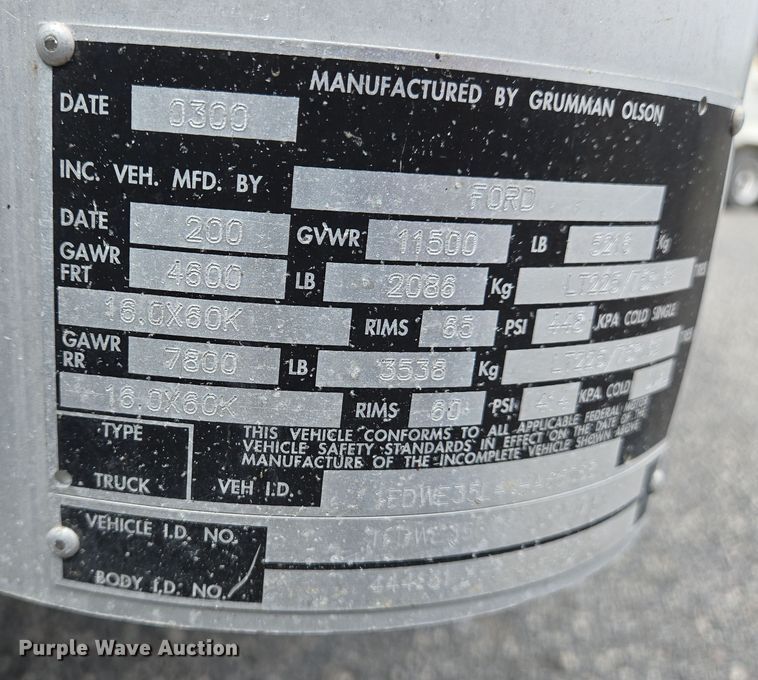 MANUFACTURED BY GRUMMAN OLSON
DATE 0300
INC. VEH. MFD. BY FORD
DATE 200 GVWR 11500 LB Kg
GAWR FRT 4600 LB 2086 Kg TIRES
16.0X60K RIMS 65 PSI 448 KPA COLD SINGLE
GAWR RR 7800 LB 3538 Kg TIRES
16.0X60K RIMS 60 PSI 414 KPA COLD
TYPE THIS VEHICLE CONFORMS TO ALL APPLICABLE FEDERAL MOTOR
VEHICLE SAFETY STANDARDS IN EFFECT ON THE DATE OF THE
MANUFACTURE OF THE INCOMPLETE VEHICLE SHOWN ABOVE
TRUCK VEH I.D.
VEHICLE I.D. NO.
BODY I.D. NO.
Purple Wave Auction